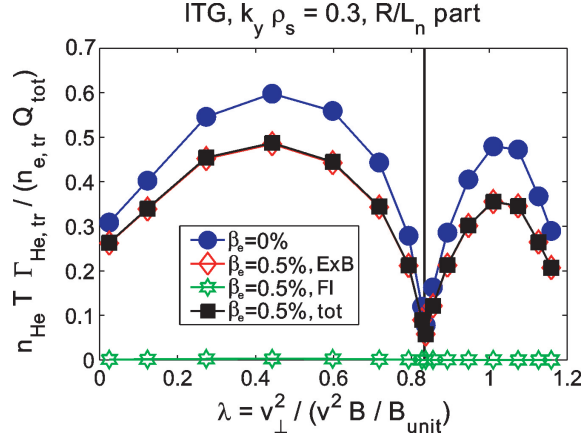 ITG, k_y ρ_s = 0.3, R/L_n part
n_He T Γ_He,tr / (n_e,tr Q_tot)
0.7
0.6
0.5
0.4
0.3
0.2
0.1
0
β_e=0%
β_e=0.5%, ExB
β_e=0.5%, FI
β_e=0.5%, tot
0 0.2 0.4 0.6 0.8 1 1.2
λ = v_⊥^2 / (v^2 B / B_unit)